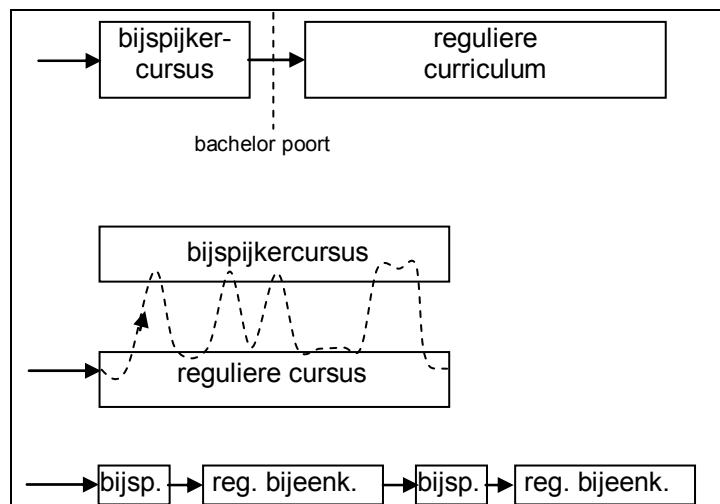 bijspijker-
cursus
reguliere
curriculum
bachelor poort
bijspijkercursus
reguliere cursus
bijsp.
reg. bijeenk.
bijsp.
reg. bijeenk.